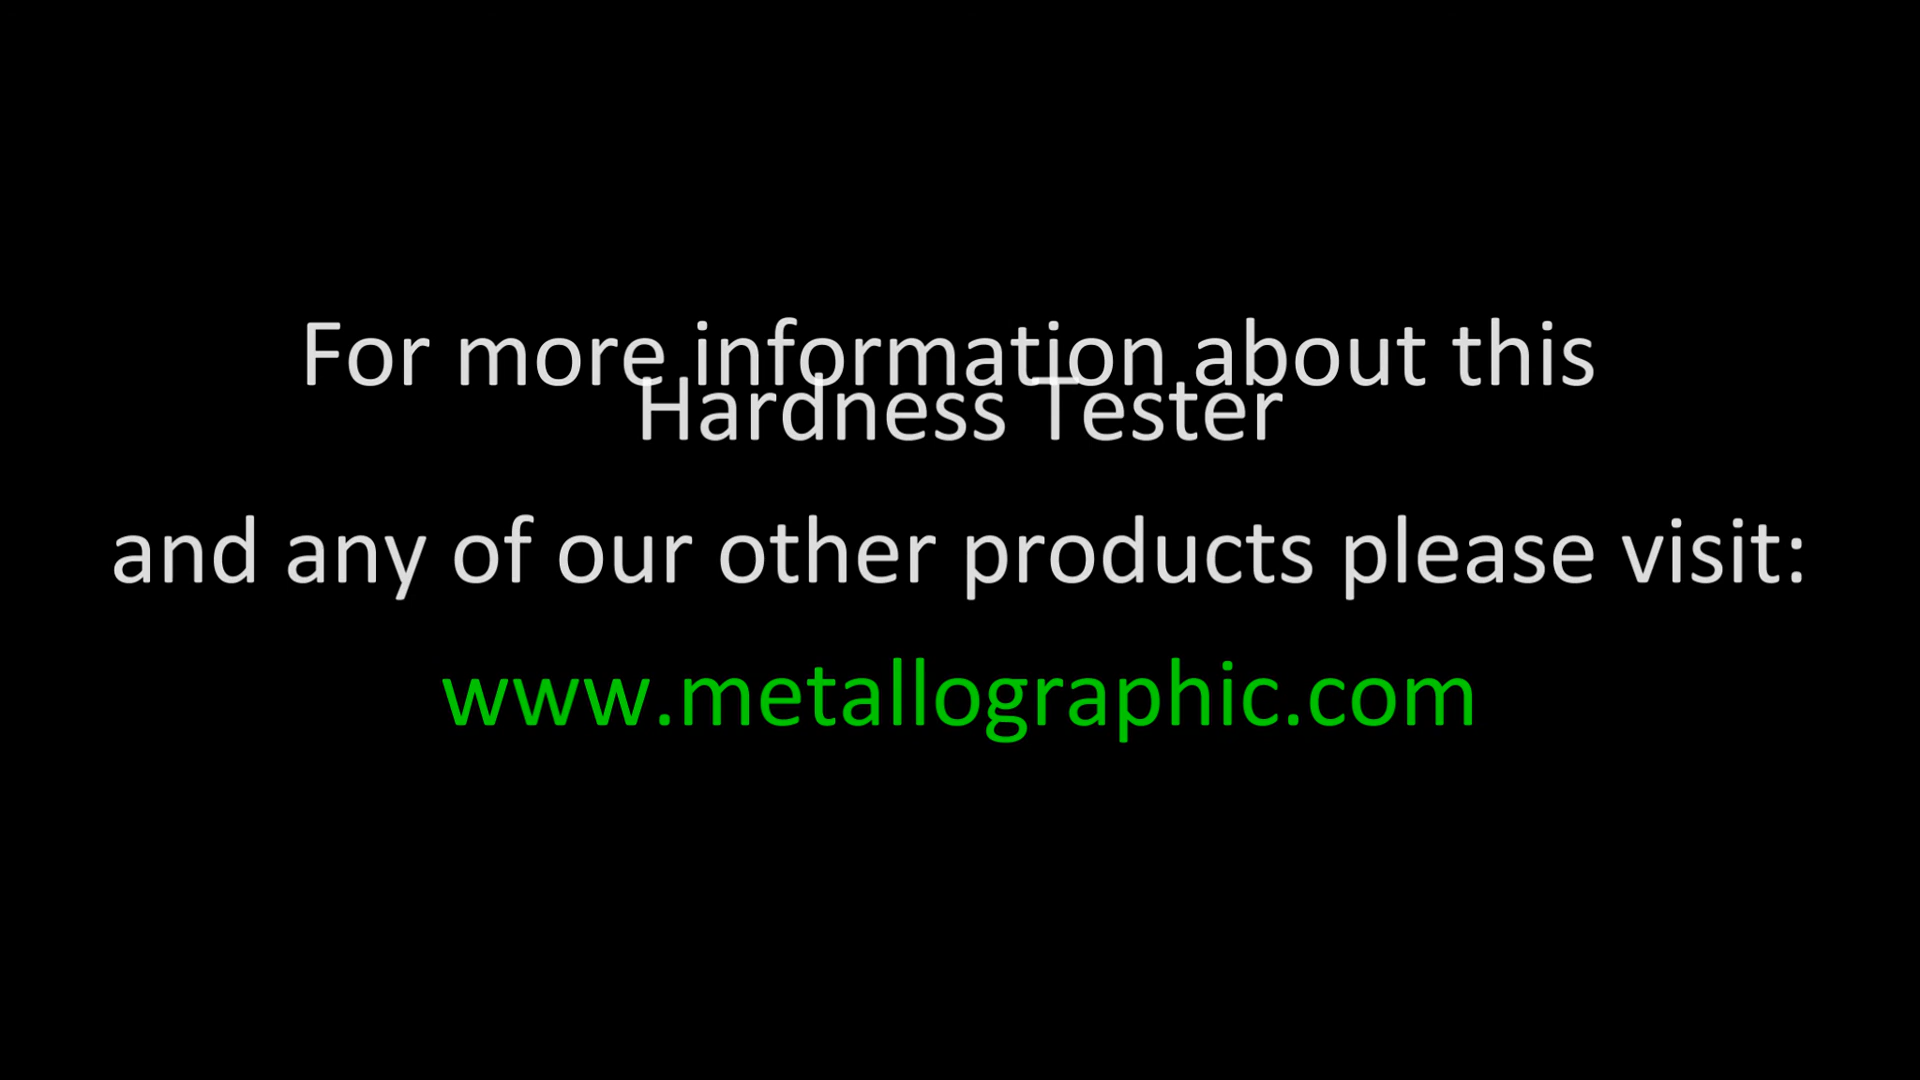 For more information about this
Hardness Tester
and any of our other products please visit:
www.metallographic.com